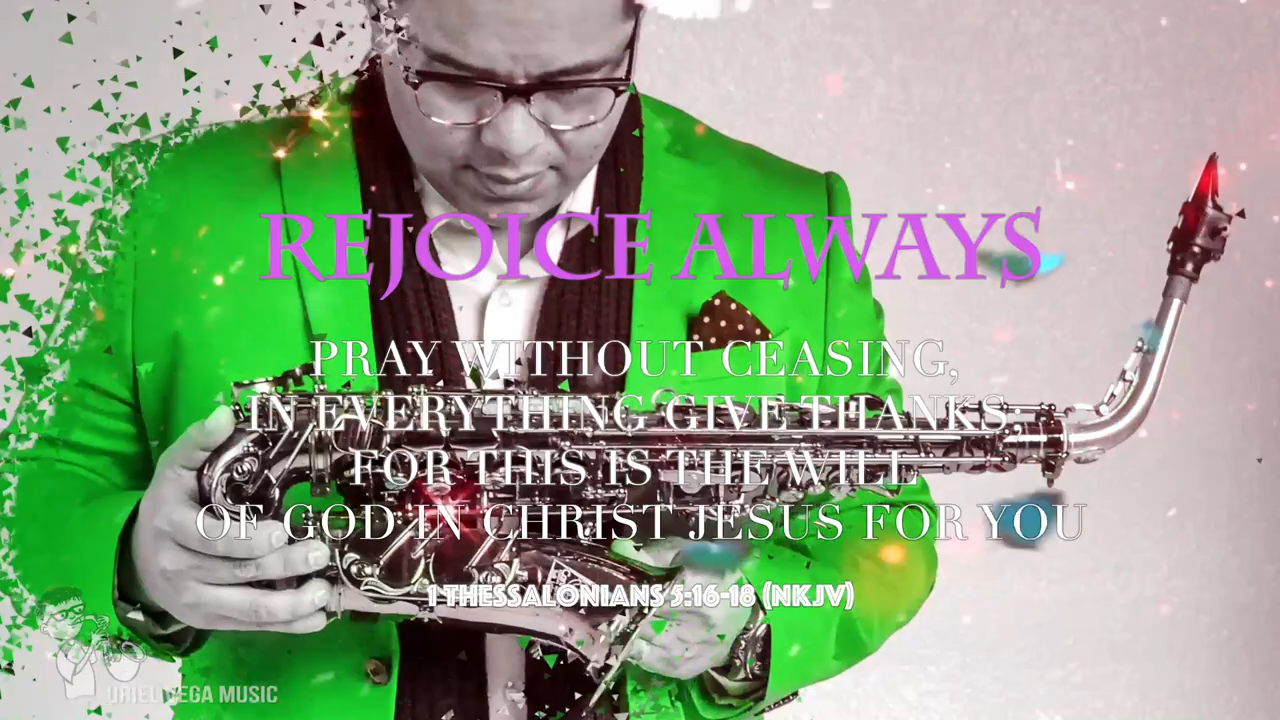 REJOICE ALWAYS
PRAY WITHOUT CEASING,
IN EVERYTHING GIVE THANKS;
FOR THIS IS THE WILL
OF GOD IN CHRIST JESUS FOR YOU
1 THESSALONIANS 5:16-18 (NKJV)
URIEL VEGA MUSIC